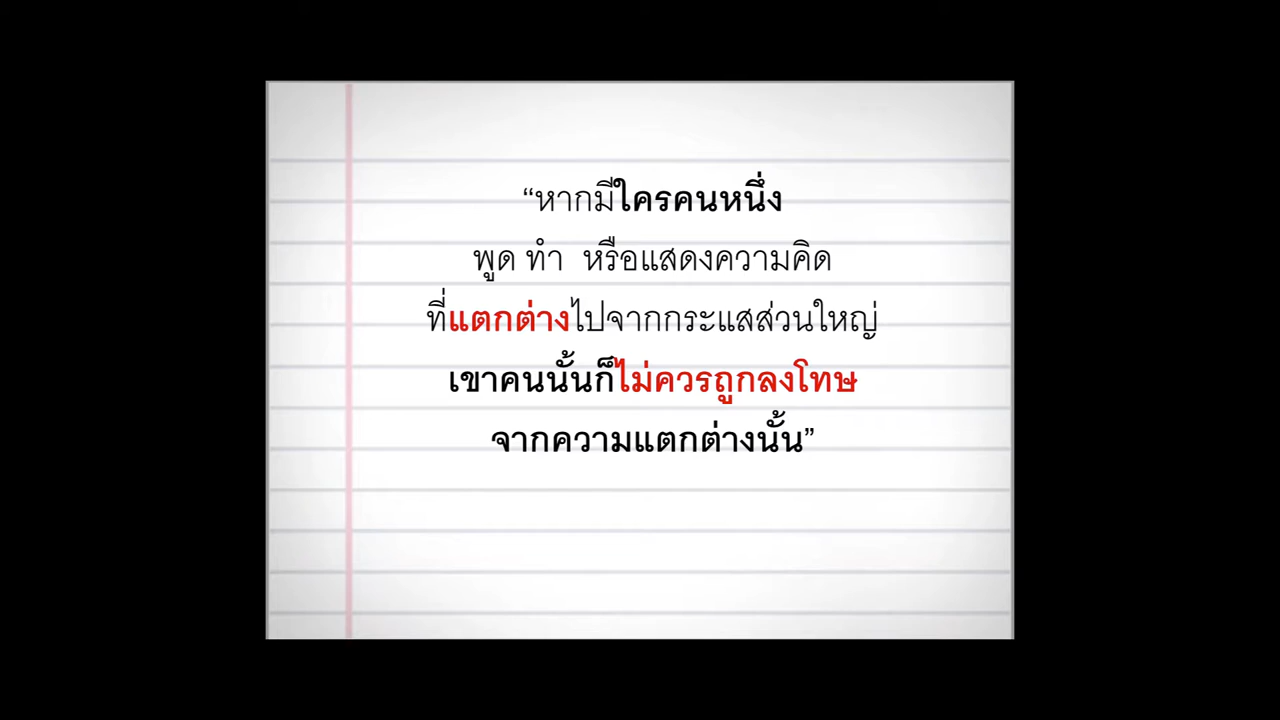 “หากมีใครคนหนึ่ง
พูด ทำ  หรือแสดงความคิด
ที่แตกต่างไปจากกระแสส่วนใหญ่
เขาคนนั้นก็ไม่ควรถูกลงโทษ
จากความแตกต่างนั้น”